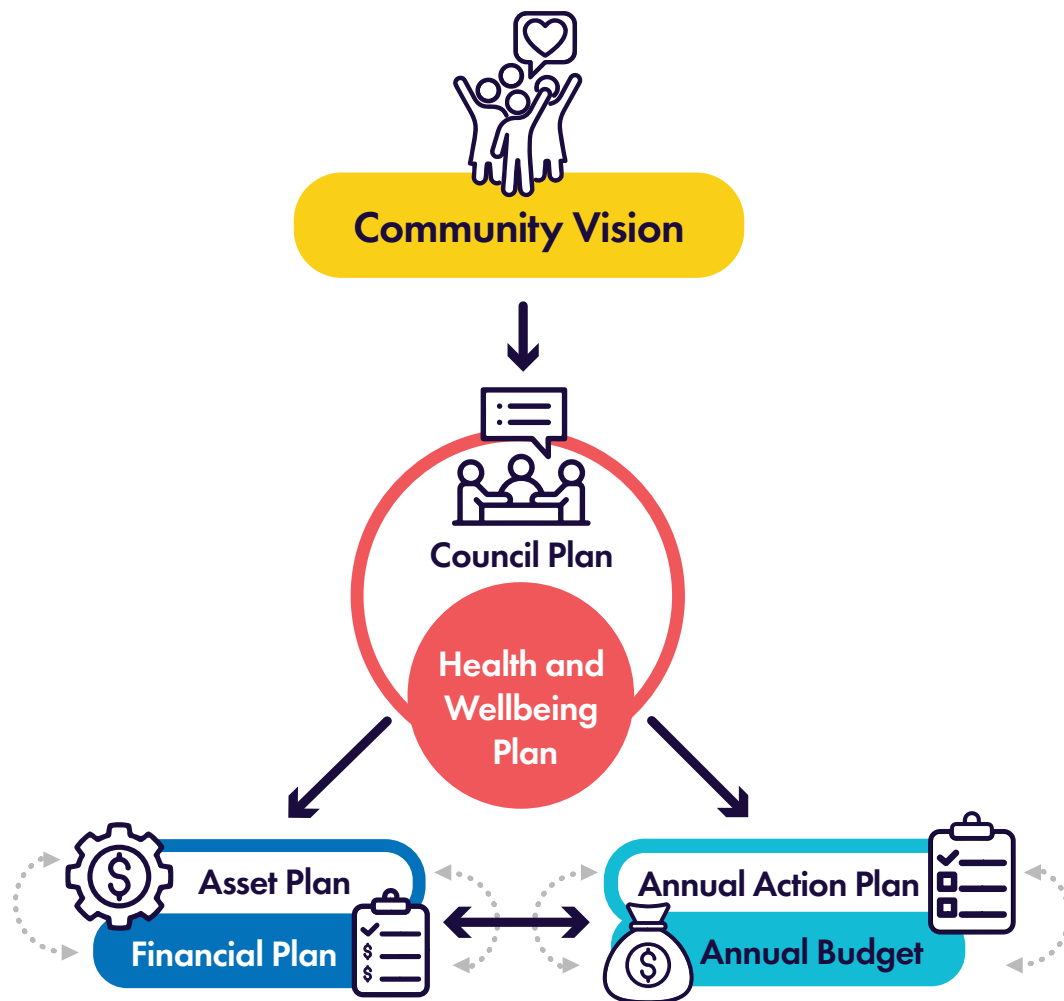 Community Vision
Council Plan
Health and
Wellbeing
Plan
$
Asset Plan
Financial Plan
$
$
Annual Action Plan
$
Annual Budget